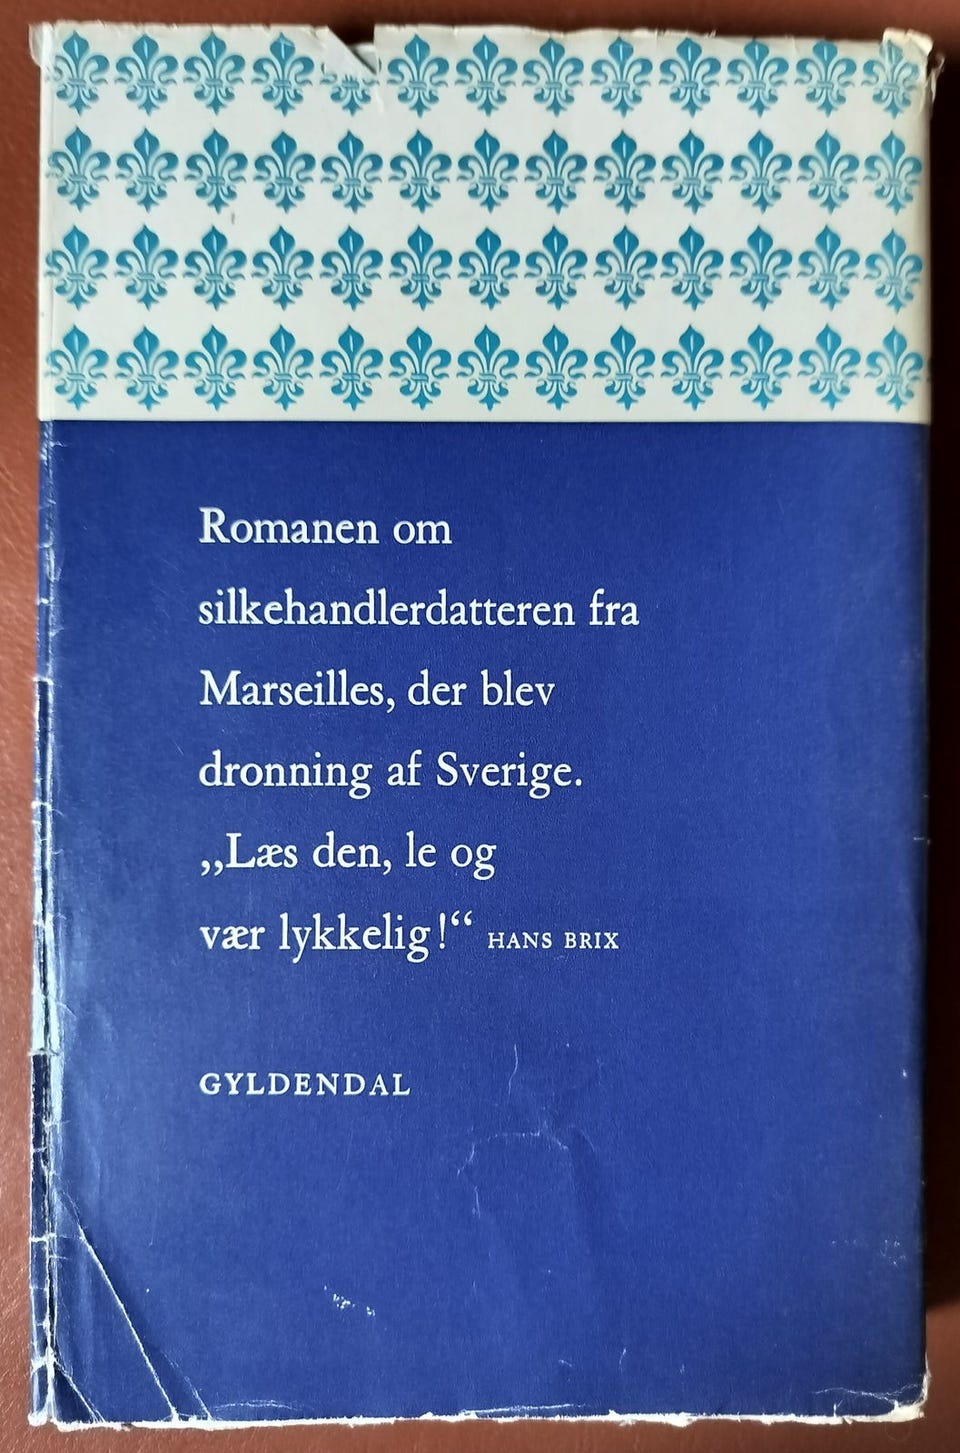 Romanen om
silkehandlerdatteren fra
Marseilles, der blev
dronning af Sverige.
„Læs den, le og
vær lykkelig!“ HANS BRIX
GYLDENDAL